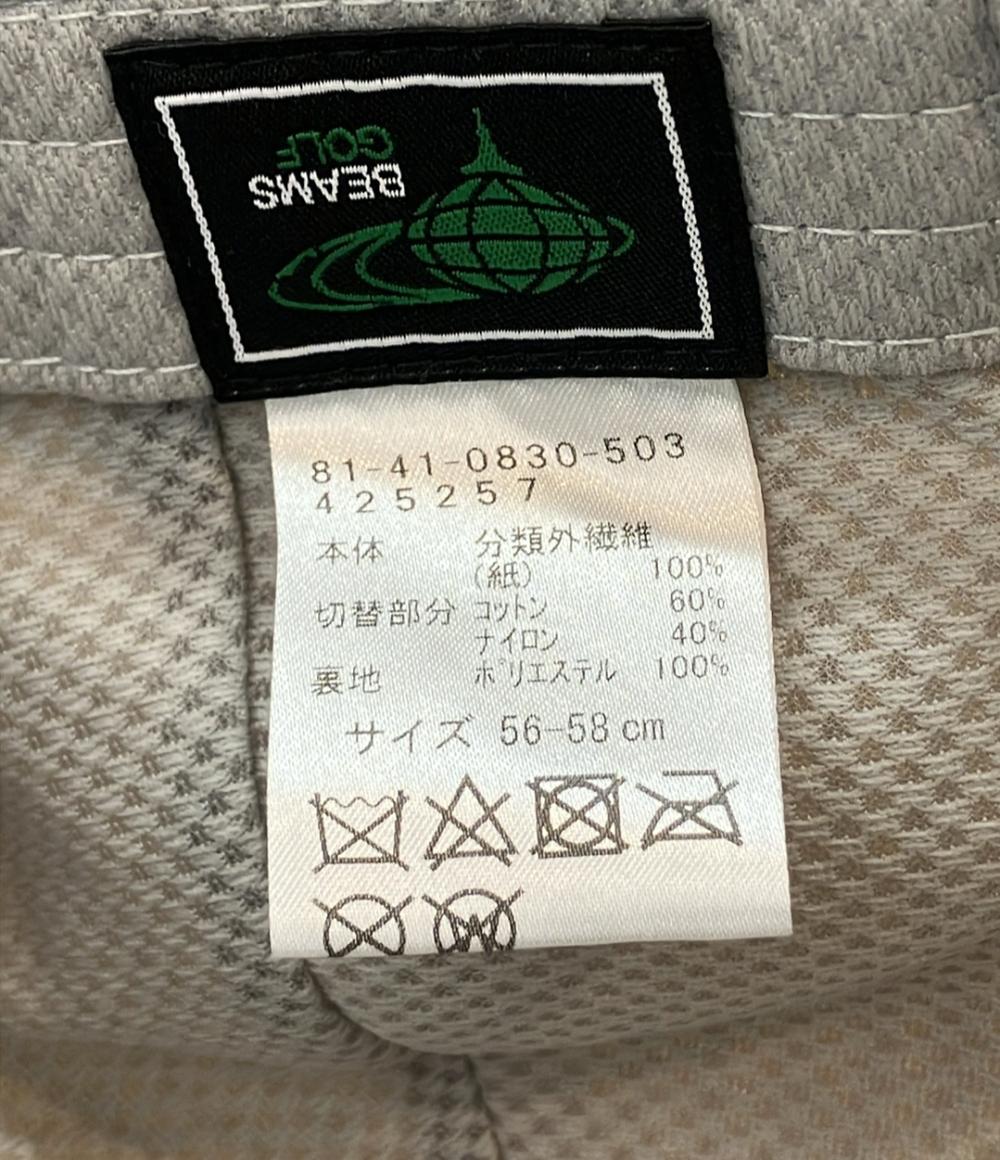 BEAMS
GOLF
81-41-0830-503
425257
本体 分類外繊維
(紙) 100%
切替部分 コットン 60%
ナイロン 40%
裏地 ポリエステル 100%
サイズ 56-58cm
W